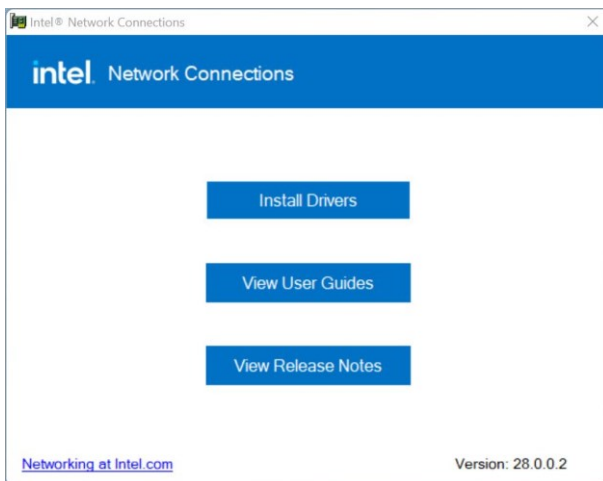 Intel® Network Connections
intel. Network Connections
Install Drivers
View User Guides
View Release Notes
Networking at Intel.com Version: 28.0.0.2